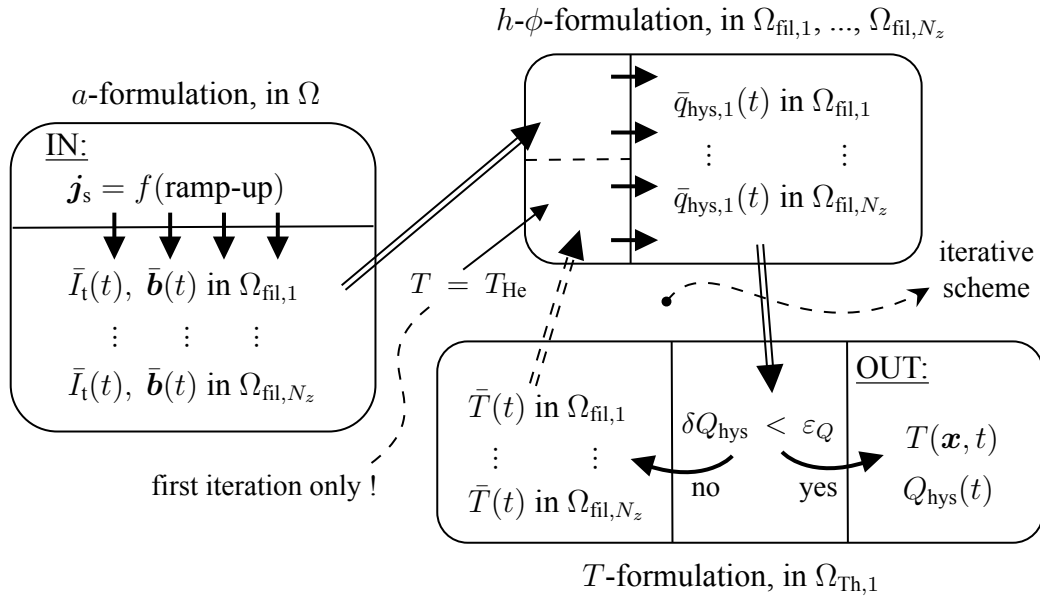 h-ϕ-formulation, in Ω_fil,1, ..., Ω_fil,N_z
q̄_hys,1(t) in Ω_fil,1
⋮ ⋮
q̄_hys,1(t) in Ω_fil,N_z
a-formulation, in Ω
IN:
j_s = f(ramp-up)
Ī_t(t), b̄(t) in Ω_fil,1
⋮ ⋮ ⋮
Ī_t(t), b̄(t) in Ω_fil,N_z
T = T_He
first iteration only !
iterative
scheme
T̄(t) in Ω_fil,1
⋮ ⋮
T̄(t) in Ω_fil,N_z
δQ_hys < ε_Q
no
yes
OUT:
T(x, t)
Q_hys(t)
T-formulation, in Ω_Th,1